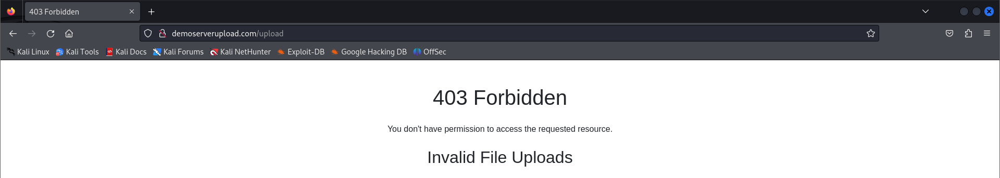 403 Forbidden
demoserverupload.com/upload
Kali Linux Kali Tools Kali Docs Kali Forums Kali NetHunter Exploit-DB Google Hacking DB OffSec
403 Forbidden
You don't have permission to access the requested resource.
Invalid File Uploads